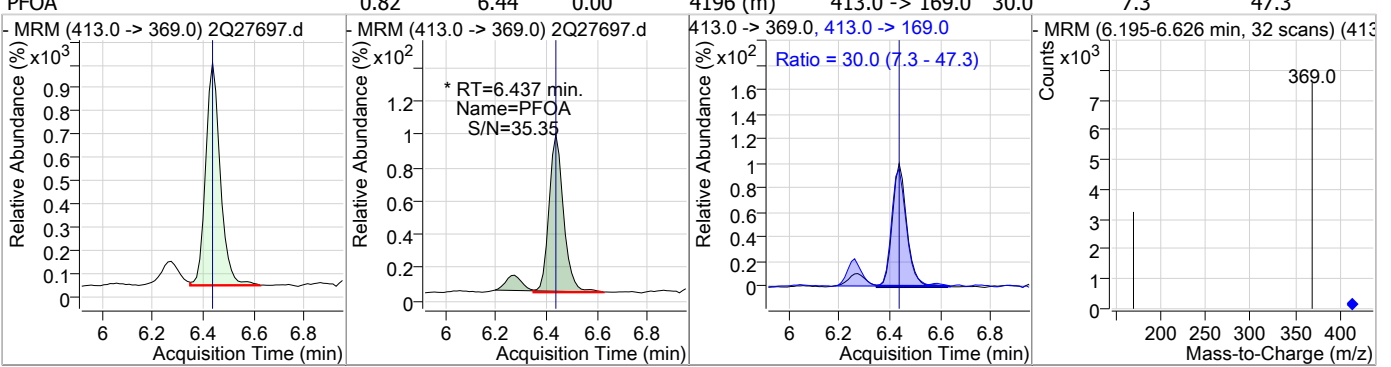 PFOA 0.82 6.44 0.00 4196 (m) 413.0 -> 169.0 30.0 7.3 47.3
- MRM (413.0 -> 369.0) 2Q27697.d
Relative Abundance (%)
x10³
0.9
0.8
0.7
0.6
0.5
0.4
0.3
0.2
0.1
0
6 6.2 6.4 6.6 6.8
Acquisition Time (min)
- MRM (413.0 -> 369.0) 2Q27697.d
Relative Abundance (%)
x10²
* RT=6.437 min.
Name=PFOA
S/N=35.35
1.2
1
0.8
0.6
0.4
0.2
0
6 6.2 6.4 6.6 6.8
Acquisition Time (min)
413.0 -> 369.0, 413.0 -> 169.0
Relative Abundance (%)
x10²
Ratio = 30.0 (7.3 - 47.3)
1.8
1.6
1.4
1.2
1
0.8
0.6
0.4
0.2
0
6 6.2 6.4 6.6 6.8
Acquisition Time (min)
- MRM (6.195-6.626 min, 32 scans) (413
Counts
x10³
369.0
7
6
5
4
3
2
1
0
200 250 300 350 400
Mass-to-Charge (m/z)